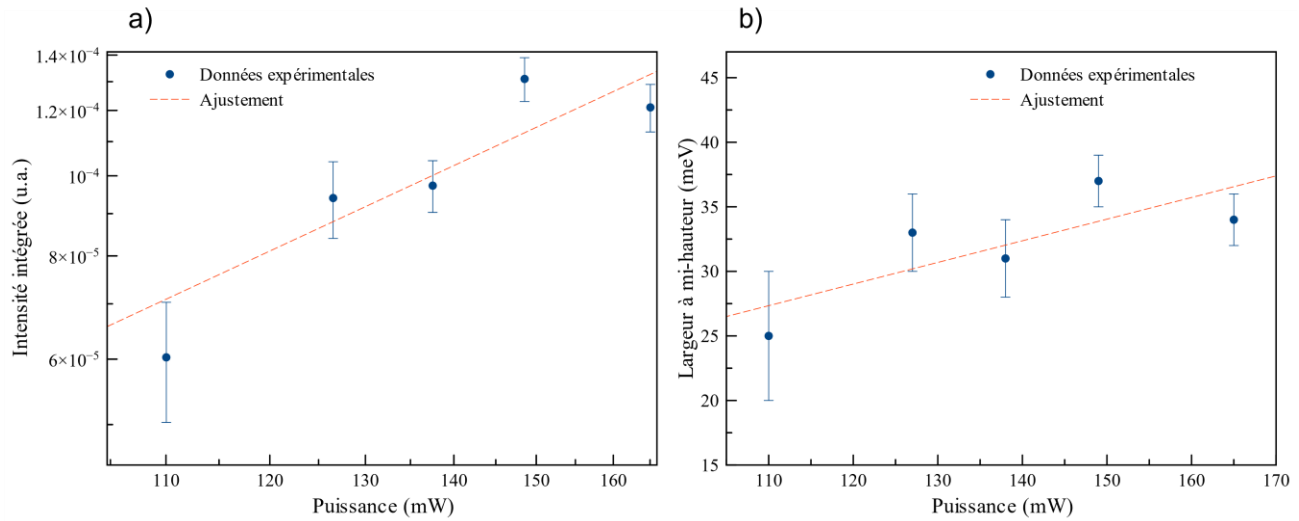 a)
1.4×10⁻⁴
1.2×10⁻⁴
10⁻⁴
8×10⁻⁵
6×10⁻⁵
Intensité intégrée (u.a.)
Données expérimentales
Ajustement
110 120 130 140 150 160
Puissance (mW)
b)
45
40
35
30
25
20
15
Largeur à mi-hauteur (meV)
Données expérimentales
Ajustement
110 120 130 140 150 160 170
Puissance (mW)